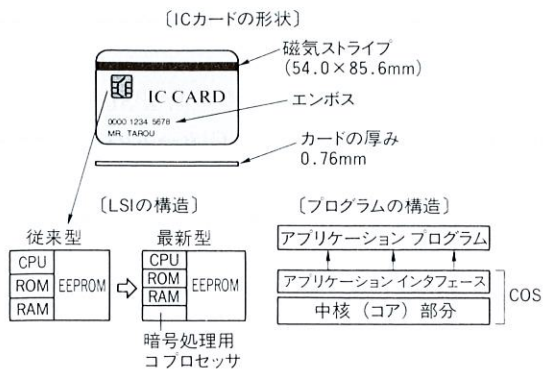 〔ICカードの形状〕
磁気ストライプ
(54.0×85.6mm)
IC CARD
エンボス
0000 1234 5678
MR. TAROU
カードの厚み
0.76mm
〔LSIの構造〕
従来型
最新型
CPU
ROM
RAM
EEPROM
CPU
ROM
RAM
EEPROM
暗号処理用
コプロセッサ
〔プログラムの構造〕
アプリケーション プログラム
アプリケーション インタフェース
中核（コア）部分
COS